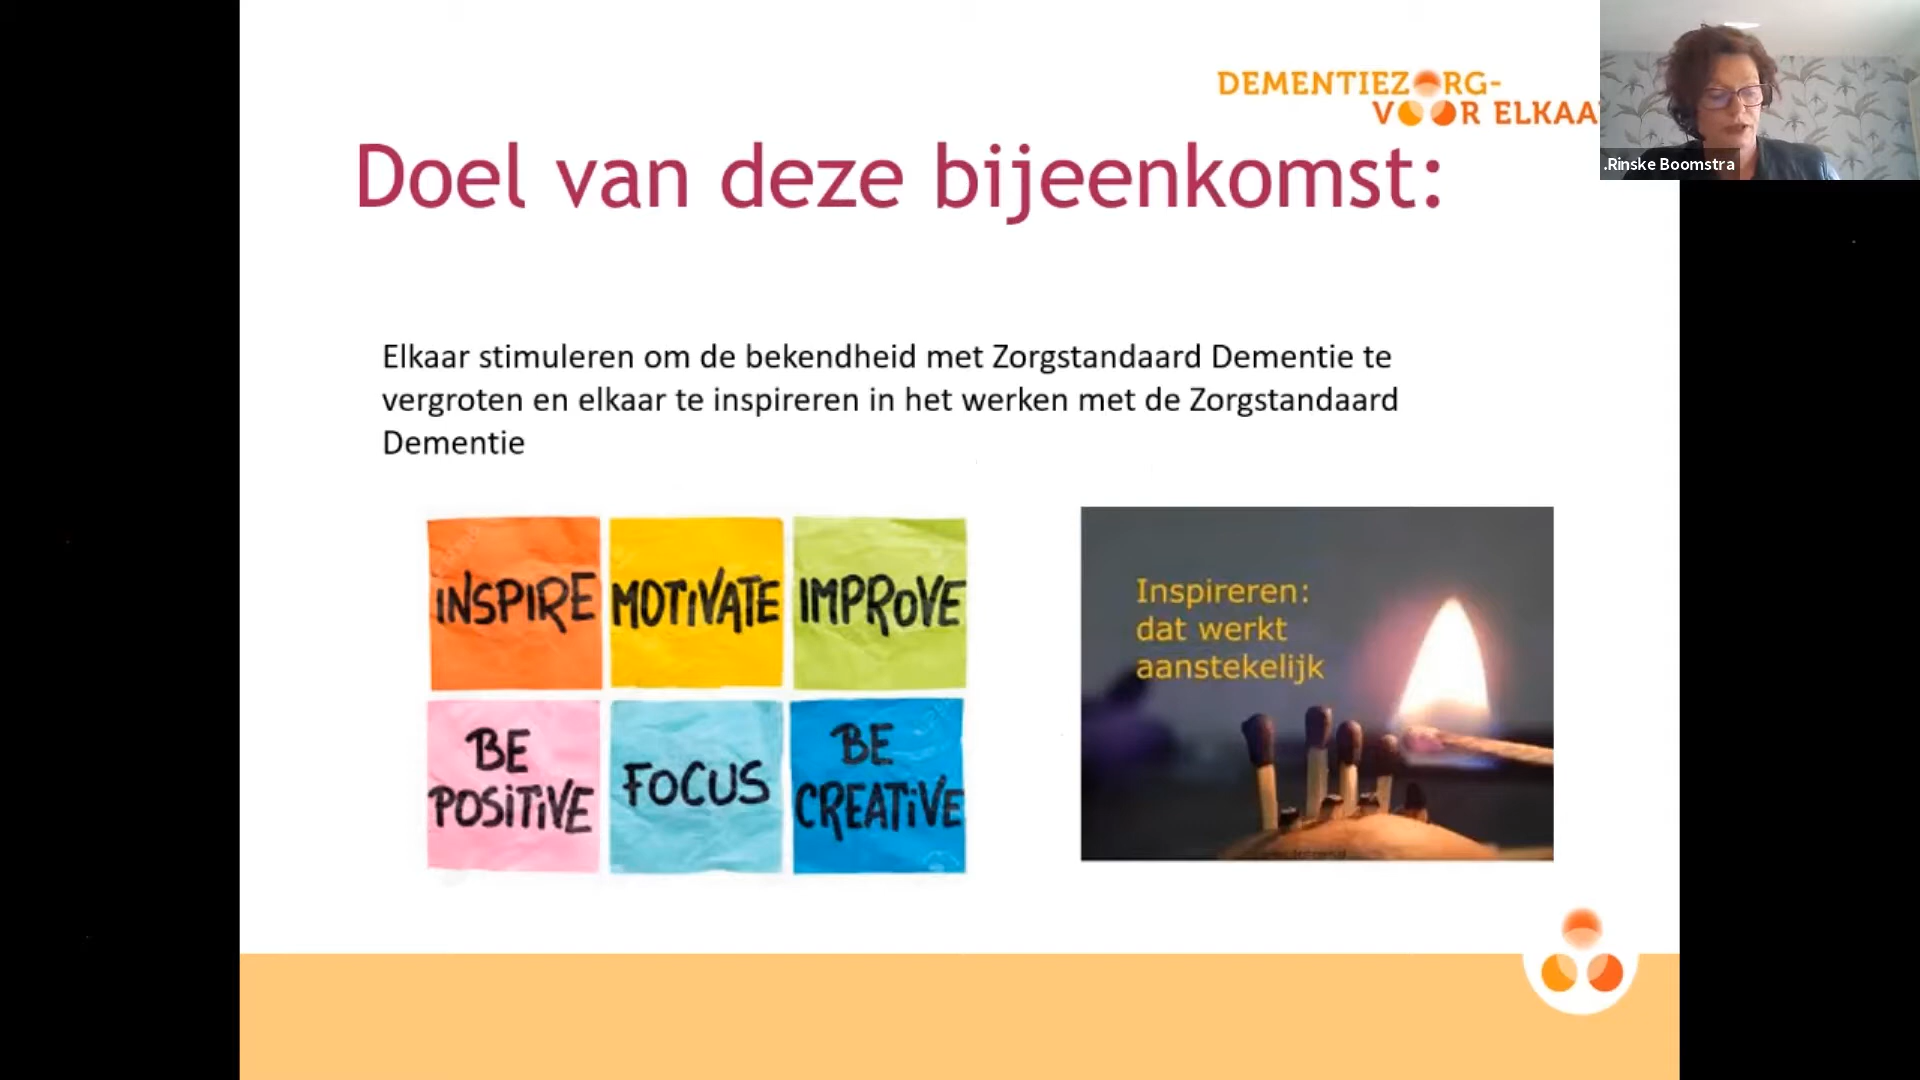 DEMENTIEZORG-
VOOR ELKAA
.Rinske Boomstra
Doel van deze bijeenkomst:
Elkaar stimuleren om de bekendheid met Zorgstandaard Dementie te
vergroten en elkaar te inspireren in het werken met de Zorgstandaard
Dementie
INSPIRE MOTIVATE IMPROVE
BE
POSITIVE
FOCUS
BE
CREATIVE
Inspireren:
dat werkt
aanstekelijk